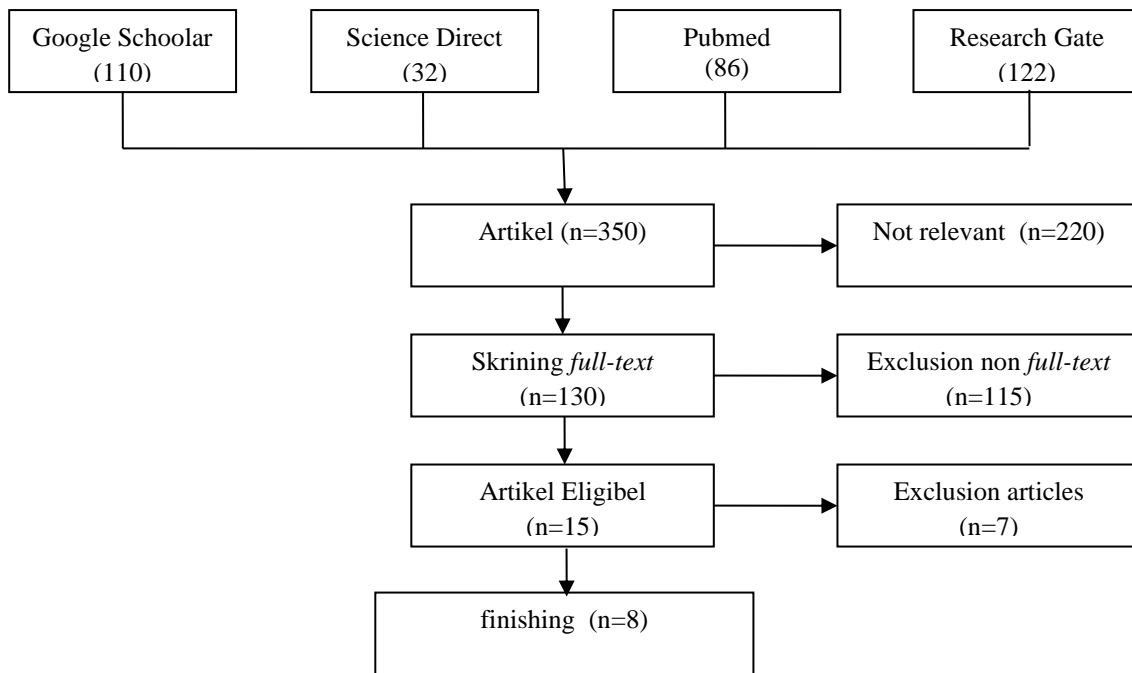 Google Schoolar
(110)
Science Direct
(32)
Pubmed
(86)
Research Gate
(122)
Artikel (n=350)
Not relevant (n=220)
Skrining full-text
(n=130)
Exclusion non full-text
(n=115)
Artikel Eligibel
(n=15)
Exclusion articles
(n=7)
finishing (n=8)